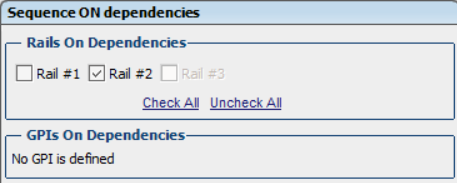 Sequence ON dependencies
Rails On Dependencies
Rail #1 Rail #2 Rail #3
Check All Uncheck All
GPIs On Dependencies
No GPI is defined